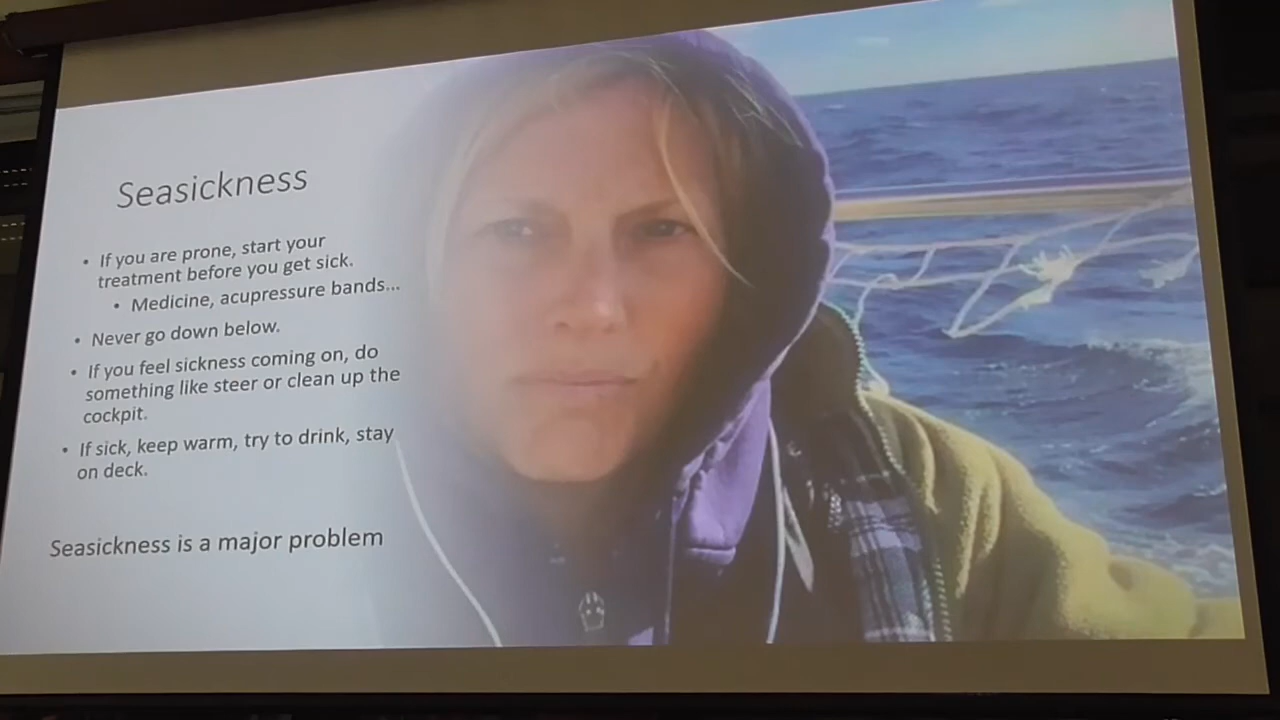 Seasickness
• If you are prone, start your
treatment before you get sick.
• Medicine, acupressure bands...
• Never go down below.
• If you feel sickness coming on, do
something like steer or clean up the
cockpit.
• If sick, keep warm, try to drink, stay
on deck.
Seasickness is a major problem